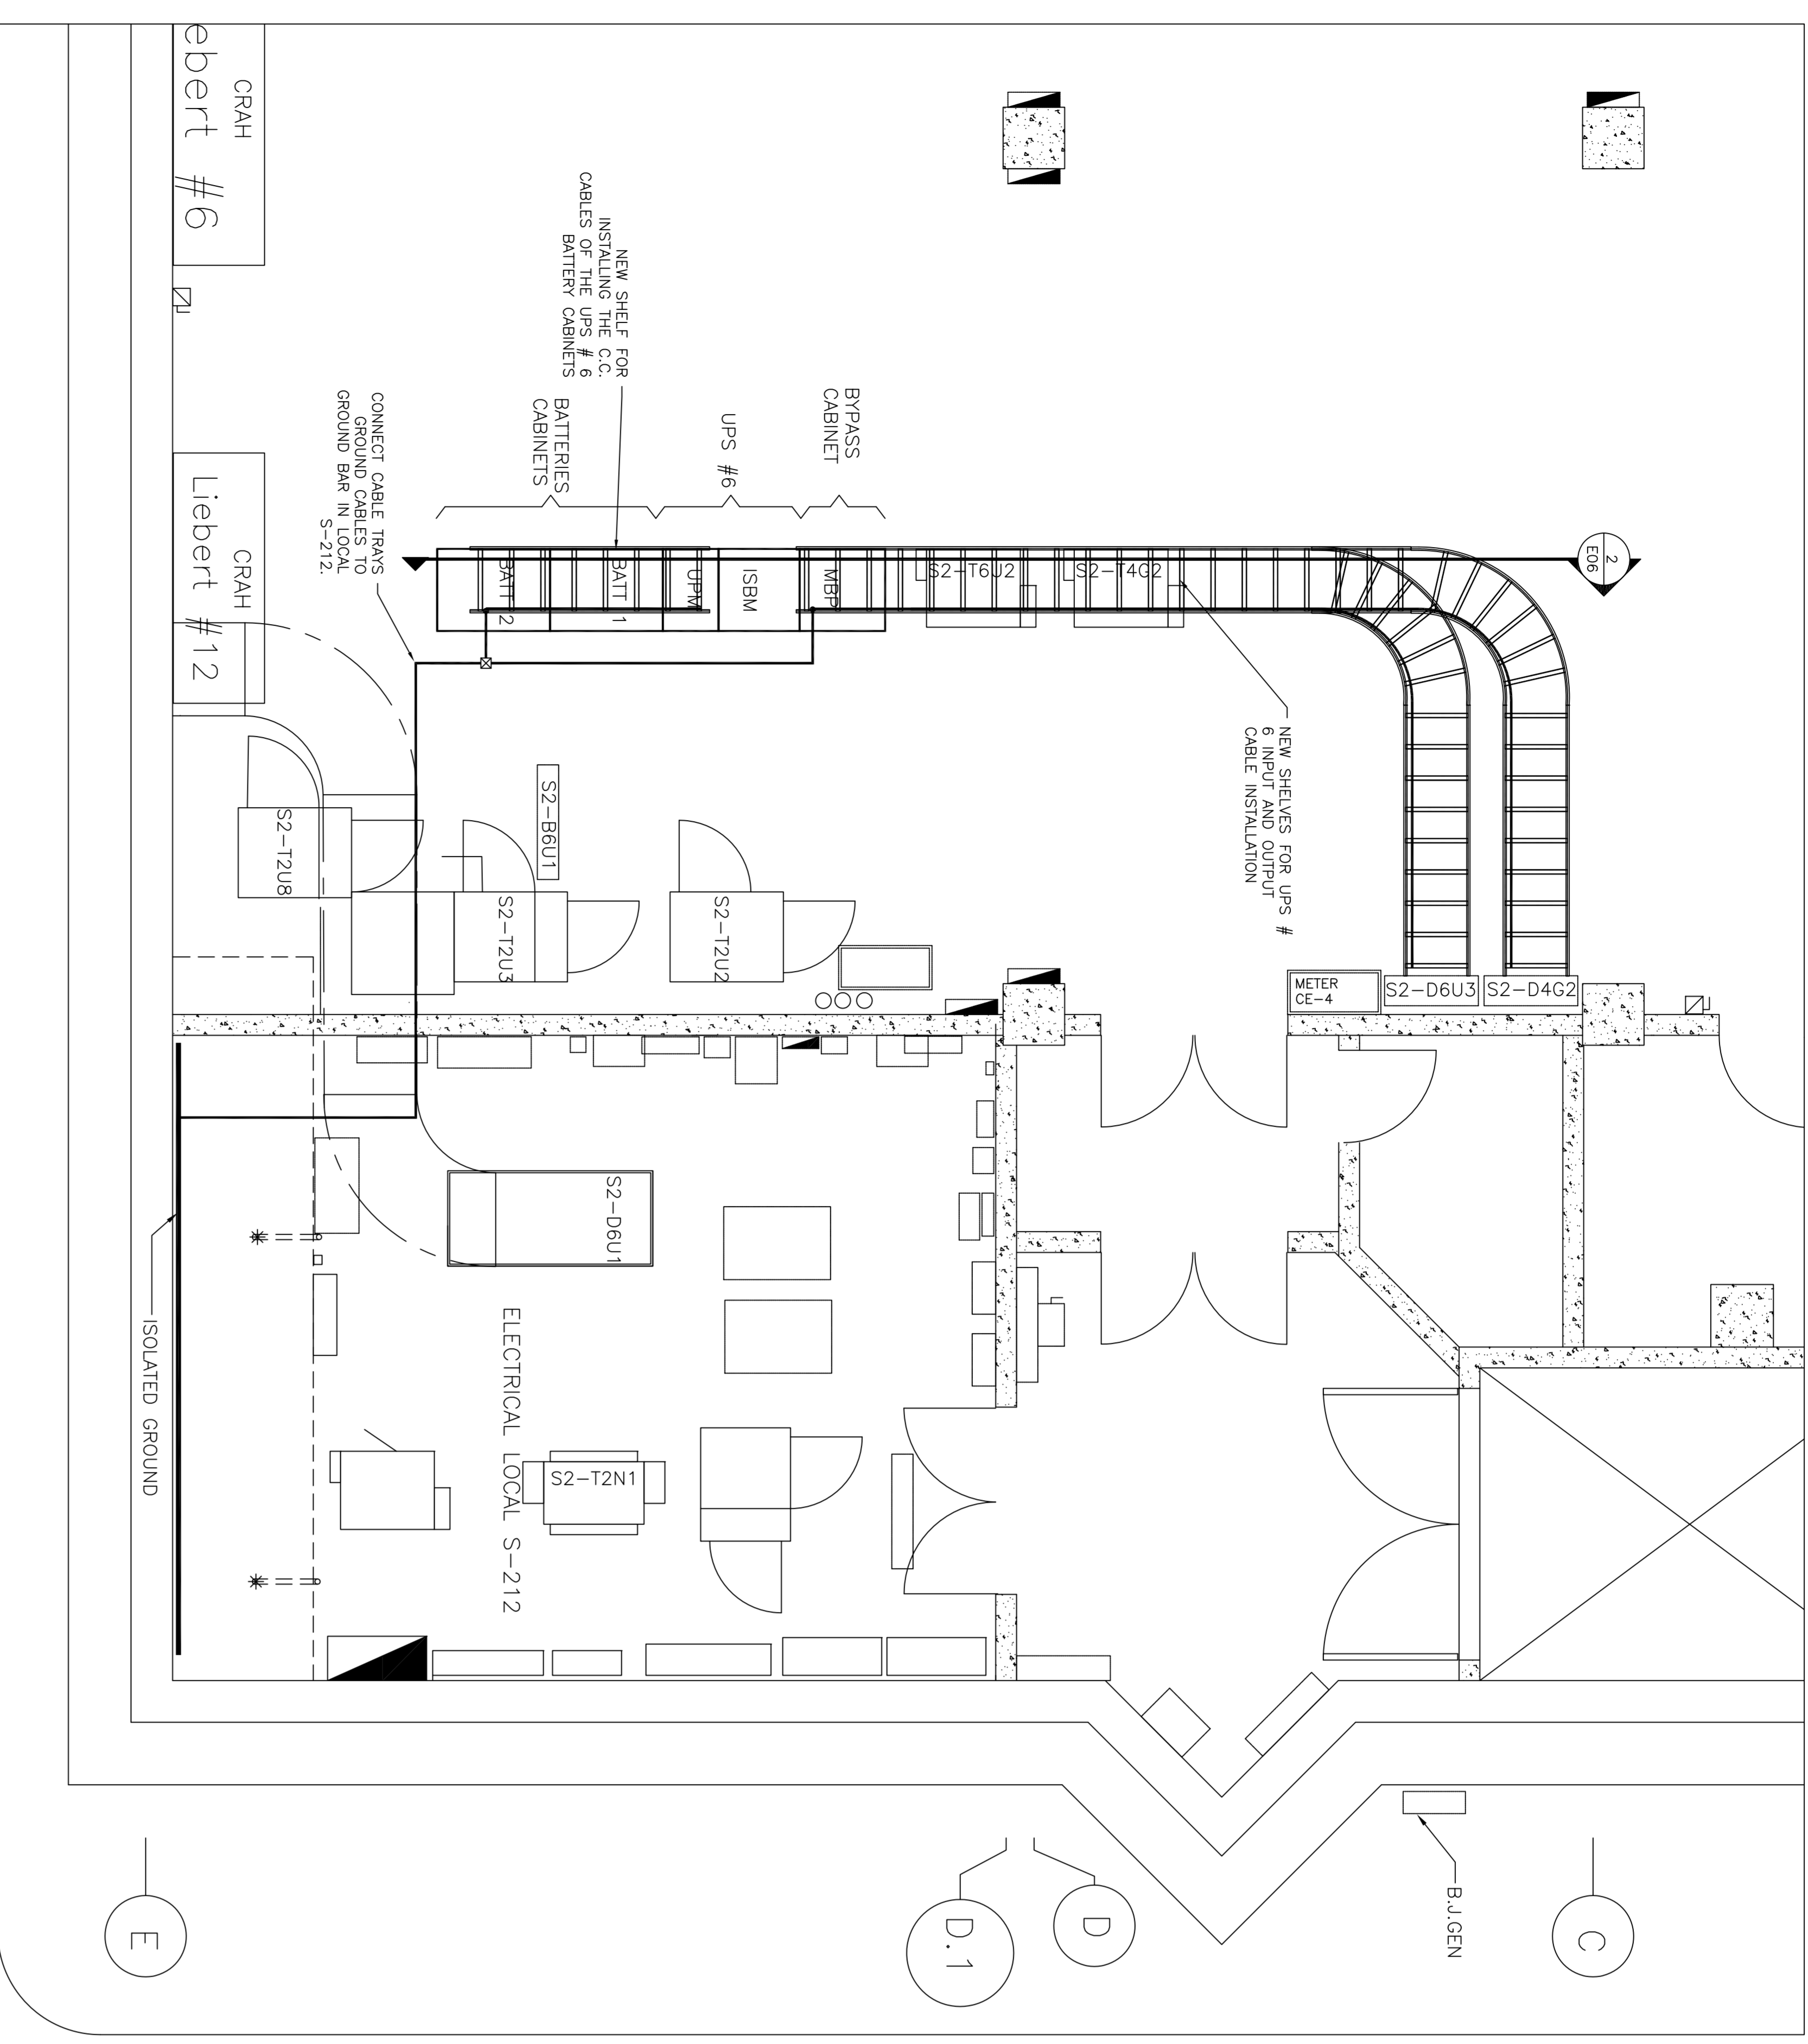 CRAH
ebert #6
CRAH
Liebert #12
NEW SHELF FOR
INSTALLING THE C.C.
CABLES OF THE UPS # 6
BATTERY CABINETS
CONNECT CABLE TRAYS
GROUND CABLES TO
GROUND BAR IN LOCAL
S-212.
BATTERIES
CABINETS
UPS #6
BYPASS
CABINET
BATT 2
BATT 1
UPM
ISBM
MBP
S2-T6U2
S2-T4G2
2
E06
NEW SHELVES FOR UPS #
6 INPUT AND OUTPUT
CABLE INSTALLATION
S2-B6U1
S2-T2U8
S2-T2U3
S2-T2U2
METER
CE-4
S2-D6U3
S2-D4G2
S2-D6U1
ELECTRICAL LOCAL S-212
S2-T2N1
ISOLATED GROUND
B.J.GEN
E
D.1
D
C